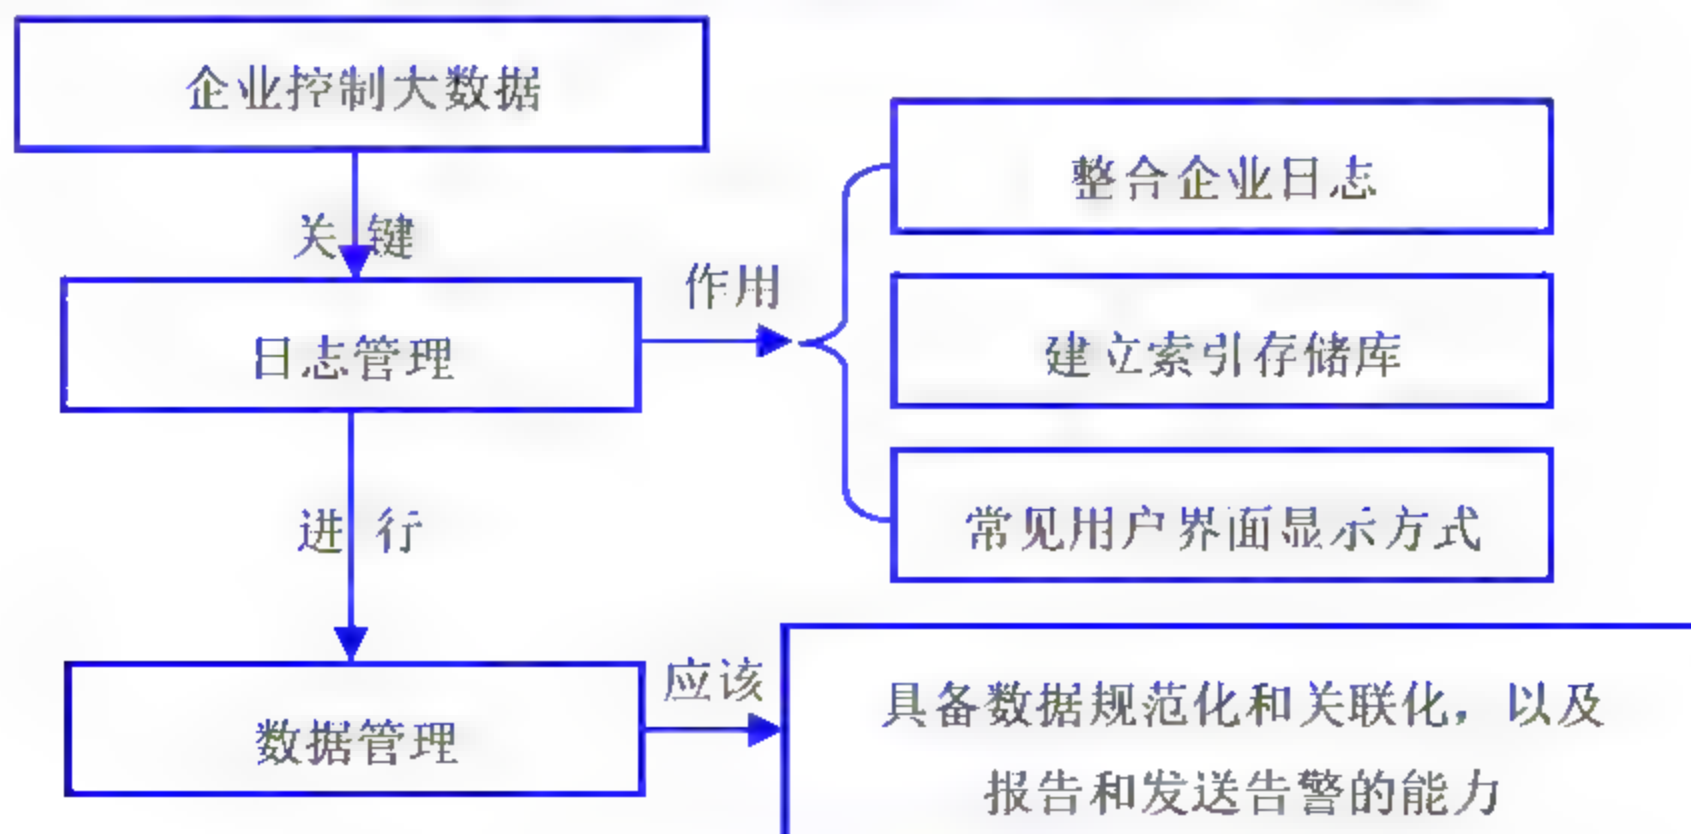 企业控制大数据
关键
日志管理
作用
整合企业日志
建立索引存储库
常见用户界面显示方式
进行
数据管理
应该
具备数据规范化和关联化，以及
报告和发送告警的能力